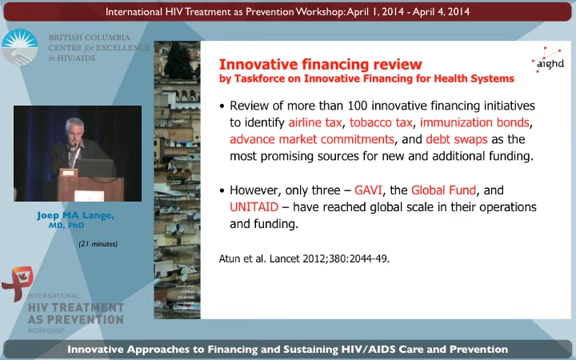 International HIV Treatment as Prevention Workshop: April 1, 2014 - April 4, 2014
BRITISH COLUMBIA
CENTRE for EXCELLENCE
in HIV/AIDS
Joep MA Lange,
MD, PhD
(21 minutes)
INTERNATIONAL
HIV TREATMENT
AS PREVENTION
WORKSHOP
Innovative financing review
by Taskforce on Innovative Financing for Health Systems
aighd
• Review of more than 100 innovative financing initiatives
to identify airline tax, tobacco tax, immunization bonds,
advance market commitments, and debt swaps as the
most promising sources for new and additional funding.
• However, only three – GAVI, the Global Fund, and
UNITAID – have reached global scale in their operations
and funding.
Atun et al. Lancet 2012;380:2044-49.
Innovative Approaches to Financing and Sustaining HIV/AIDS Care and Prevention